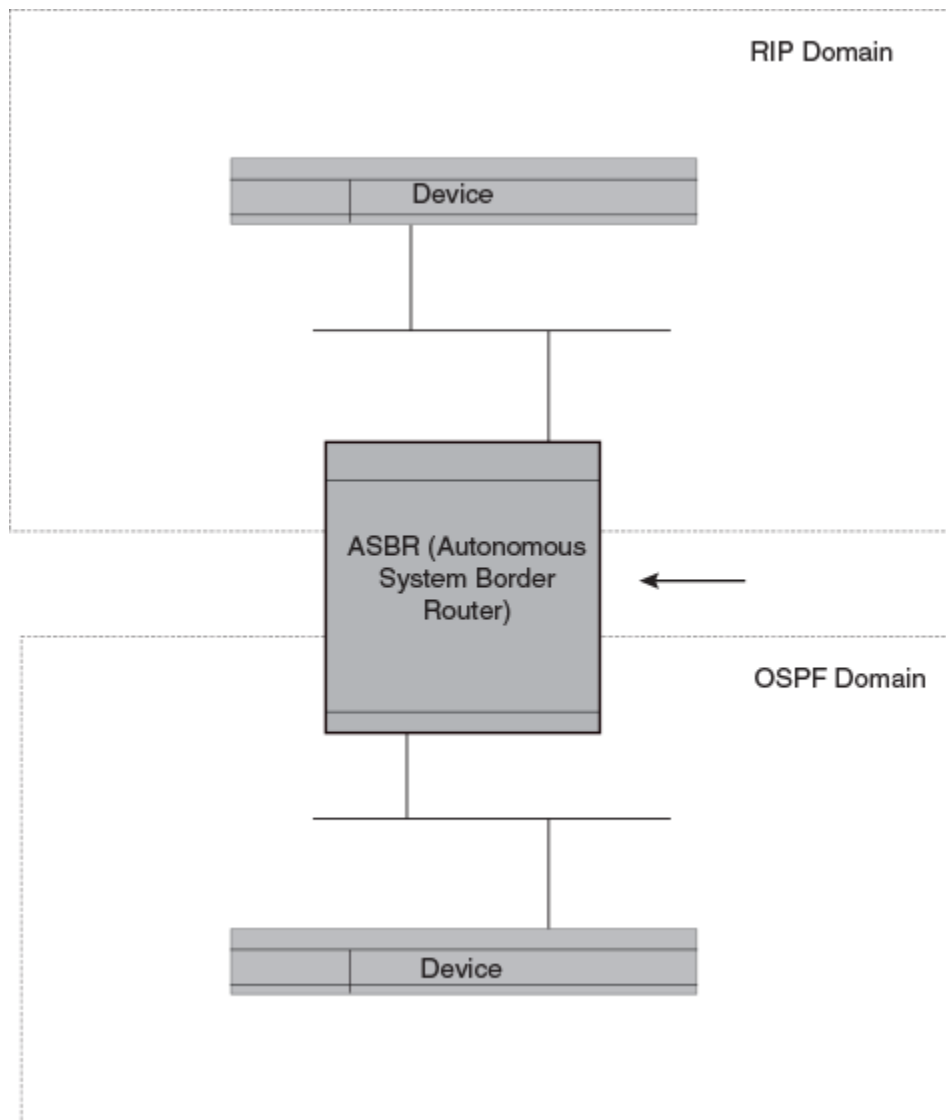 RIP Domain
Device
ASBR (Autonomous
System Border
Router)
OSPF Domain
Device